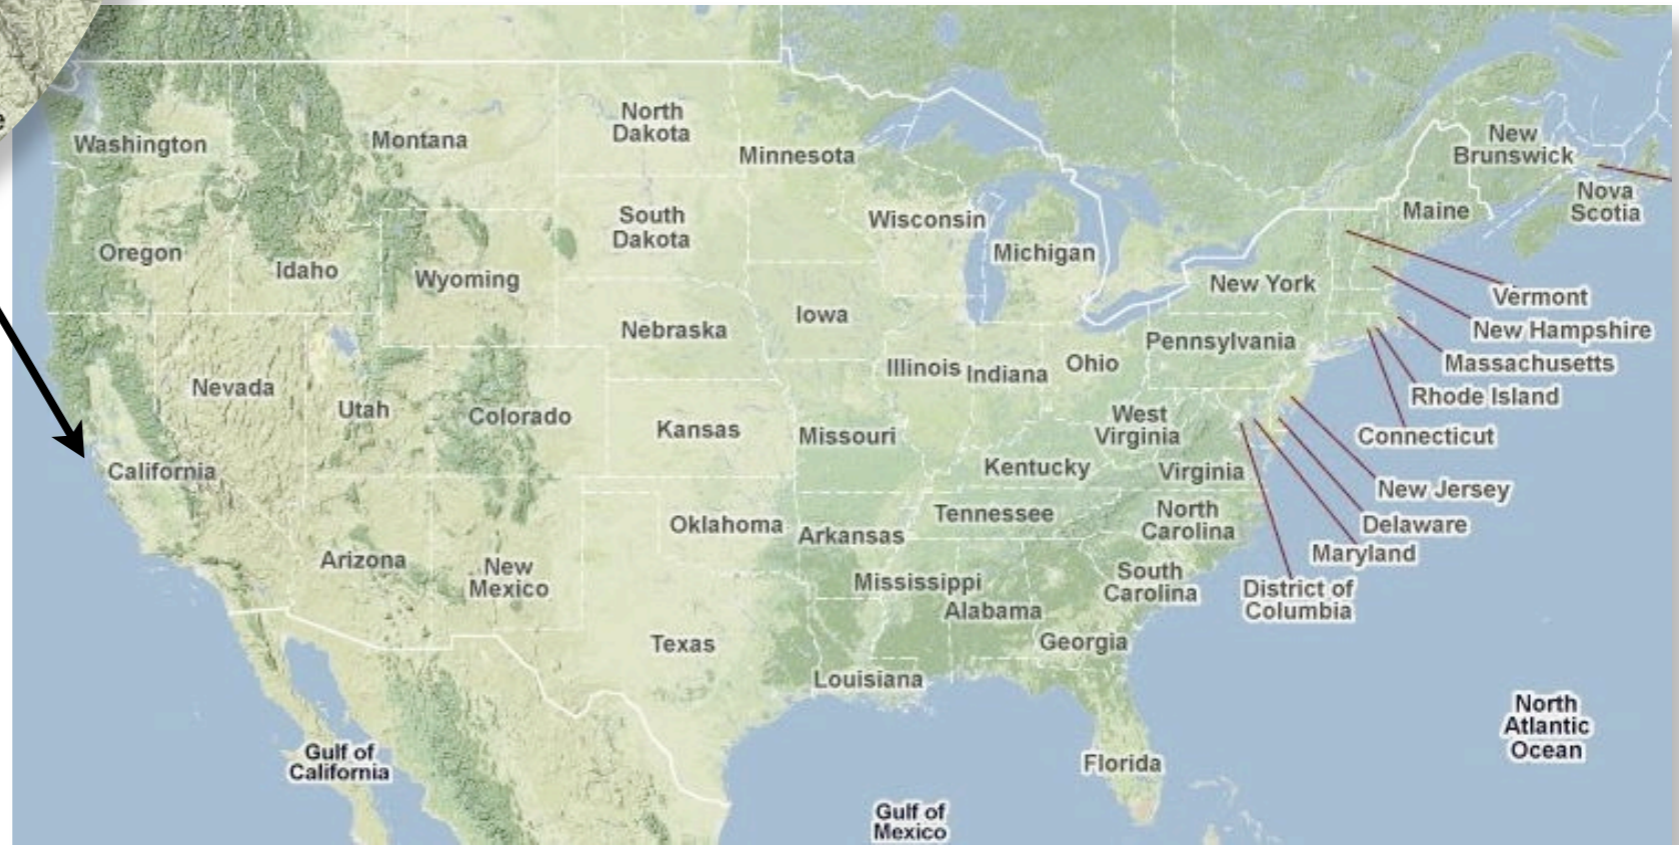 North
Dakota
Montana
Washington
Minnesota
New
Brunswick
Nova
Scotia
Maine
South
Dakota
Wisconsin
Michigan
Oregon
Idaho
Wyoming
New York
Vermont
New Hampshire
Massachusetts
Rhode Island
Connecticut
Iowa
Nebraska
Pennsylvania
Illinois
Indiana
Ohio
Nevada
Utah
Colorado
Kansas
Missouri
West
Virginia
Kentucky
Virginia
California
New Jersey
Delaware
Maryland
District of
Columbia
Oklahoma
Arkansas
Tennessee
North
Carolina
Arizona
New
Mexico
Mississippi
Alabama
South
Carolina
Georgia
Texas
Louisiana
North
Atlantic
Ocean
Gulf of
California
Florida
Gulf of
Mexico